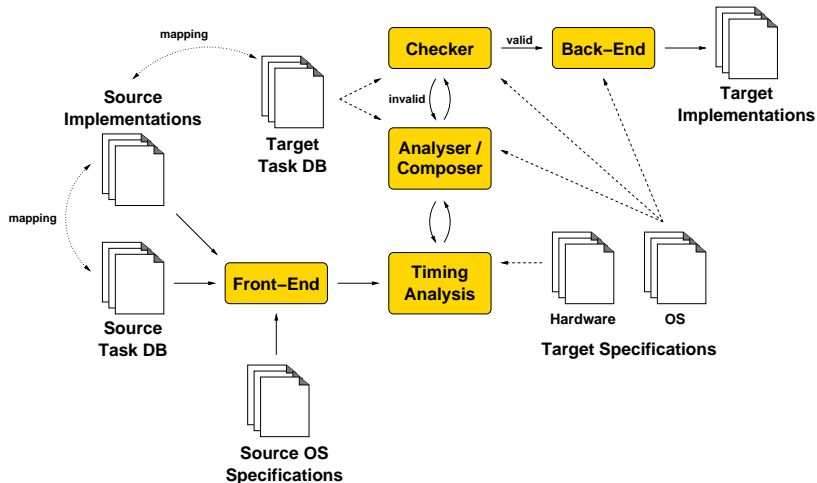 mapping
Checker
valid
Back–End
Target
Implementations
Source
Implementations
invalid
Target
Task DB
Analyser /
Composer
mapping
Front–End
Timing
Analysis
Source
Task DB
Hardware
OS
Target Specifications
Source OS
Specifications